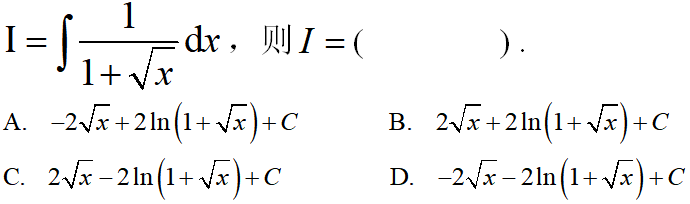 I = ∫ 1/(1+√x) dx，则 I = (　　　　).
A. −2√x + 2ln(1+√x) + C　　B. 2√x + 2ln(1+√x) + C
C. 2√x − 2ln(1+√x) + C　　D. −2√x − 2ln(1+√x) + C